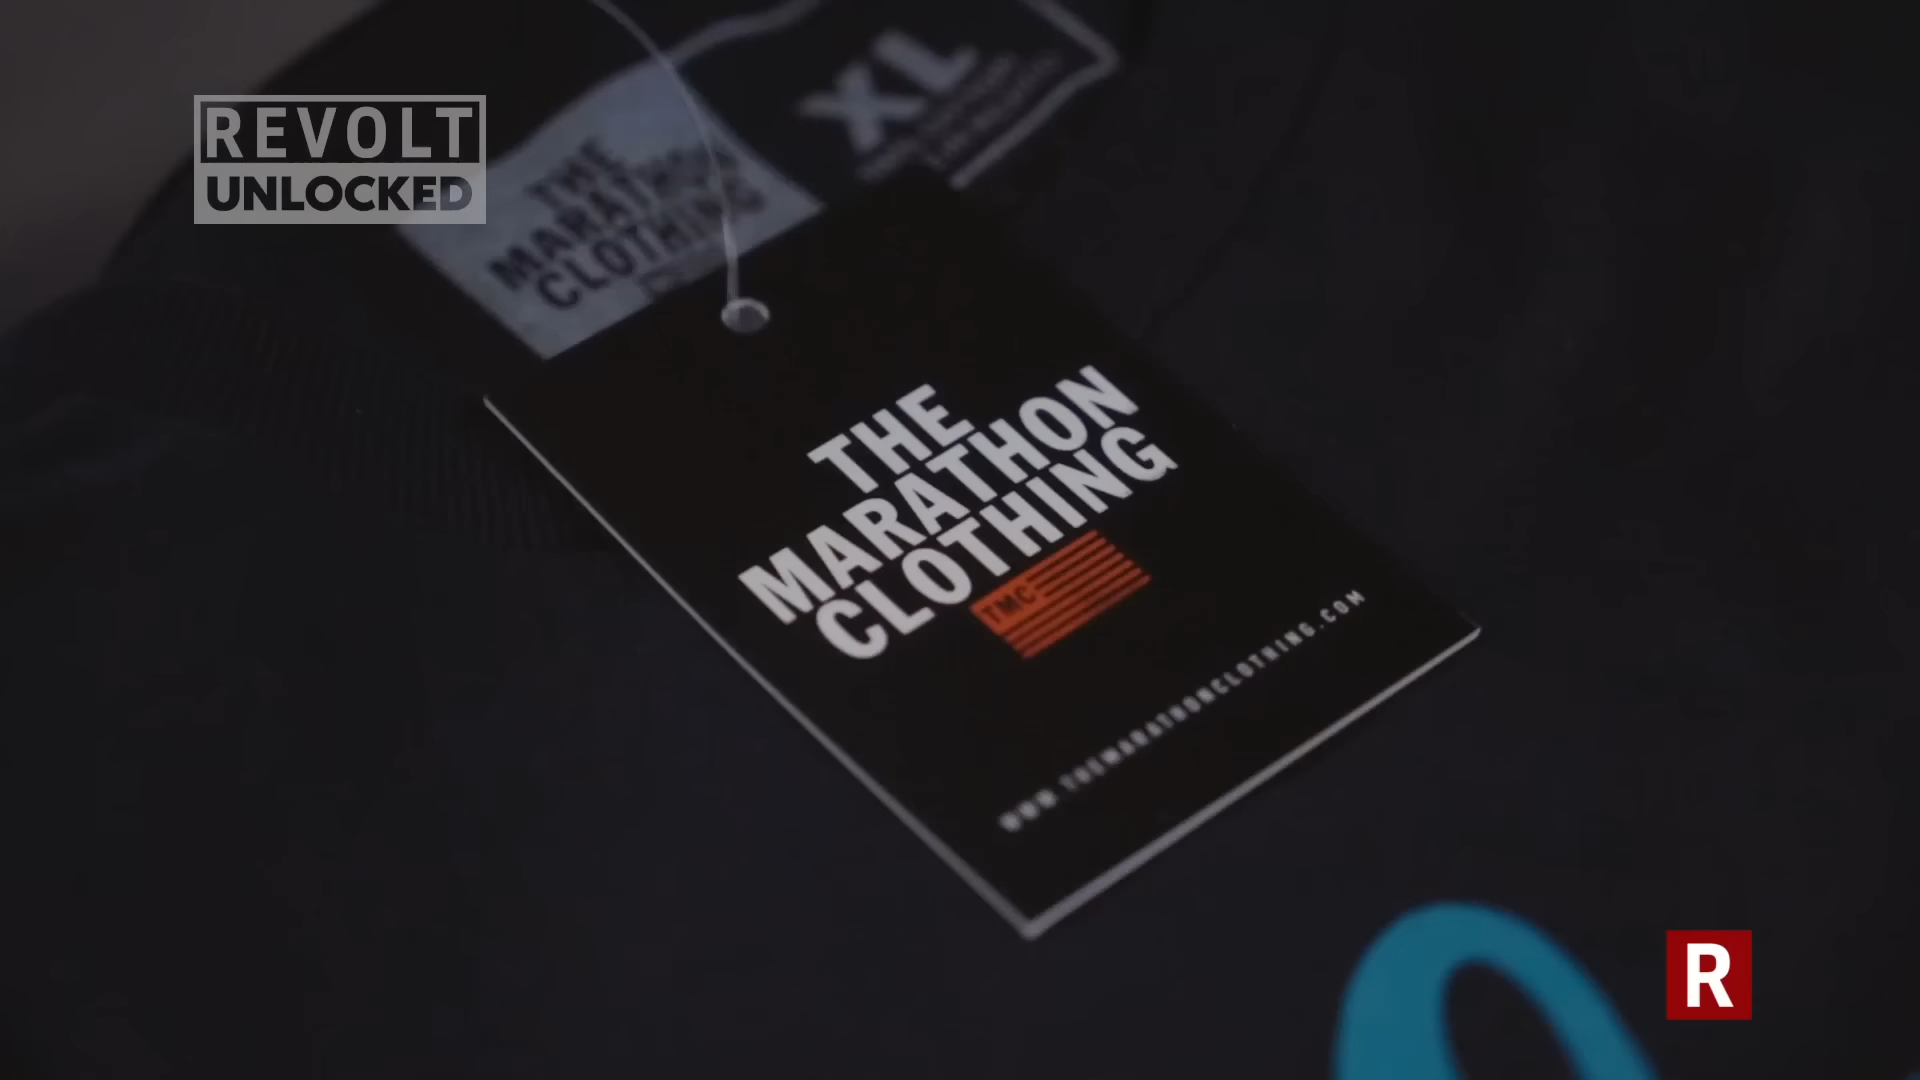 REVOLT
UNLOCKED
XL
THE
MARATHON
CLOTHING
THE
MARATHON
CLOTHING
TMC
WWW.THEMARATHONCLOTHING.COM
R